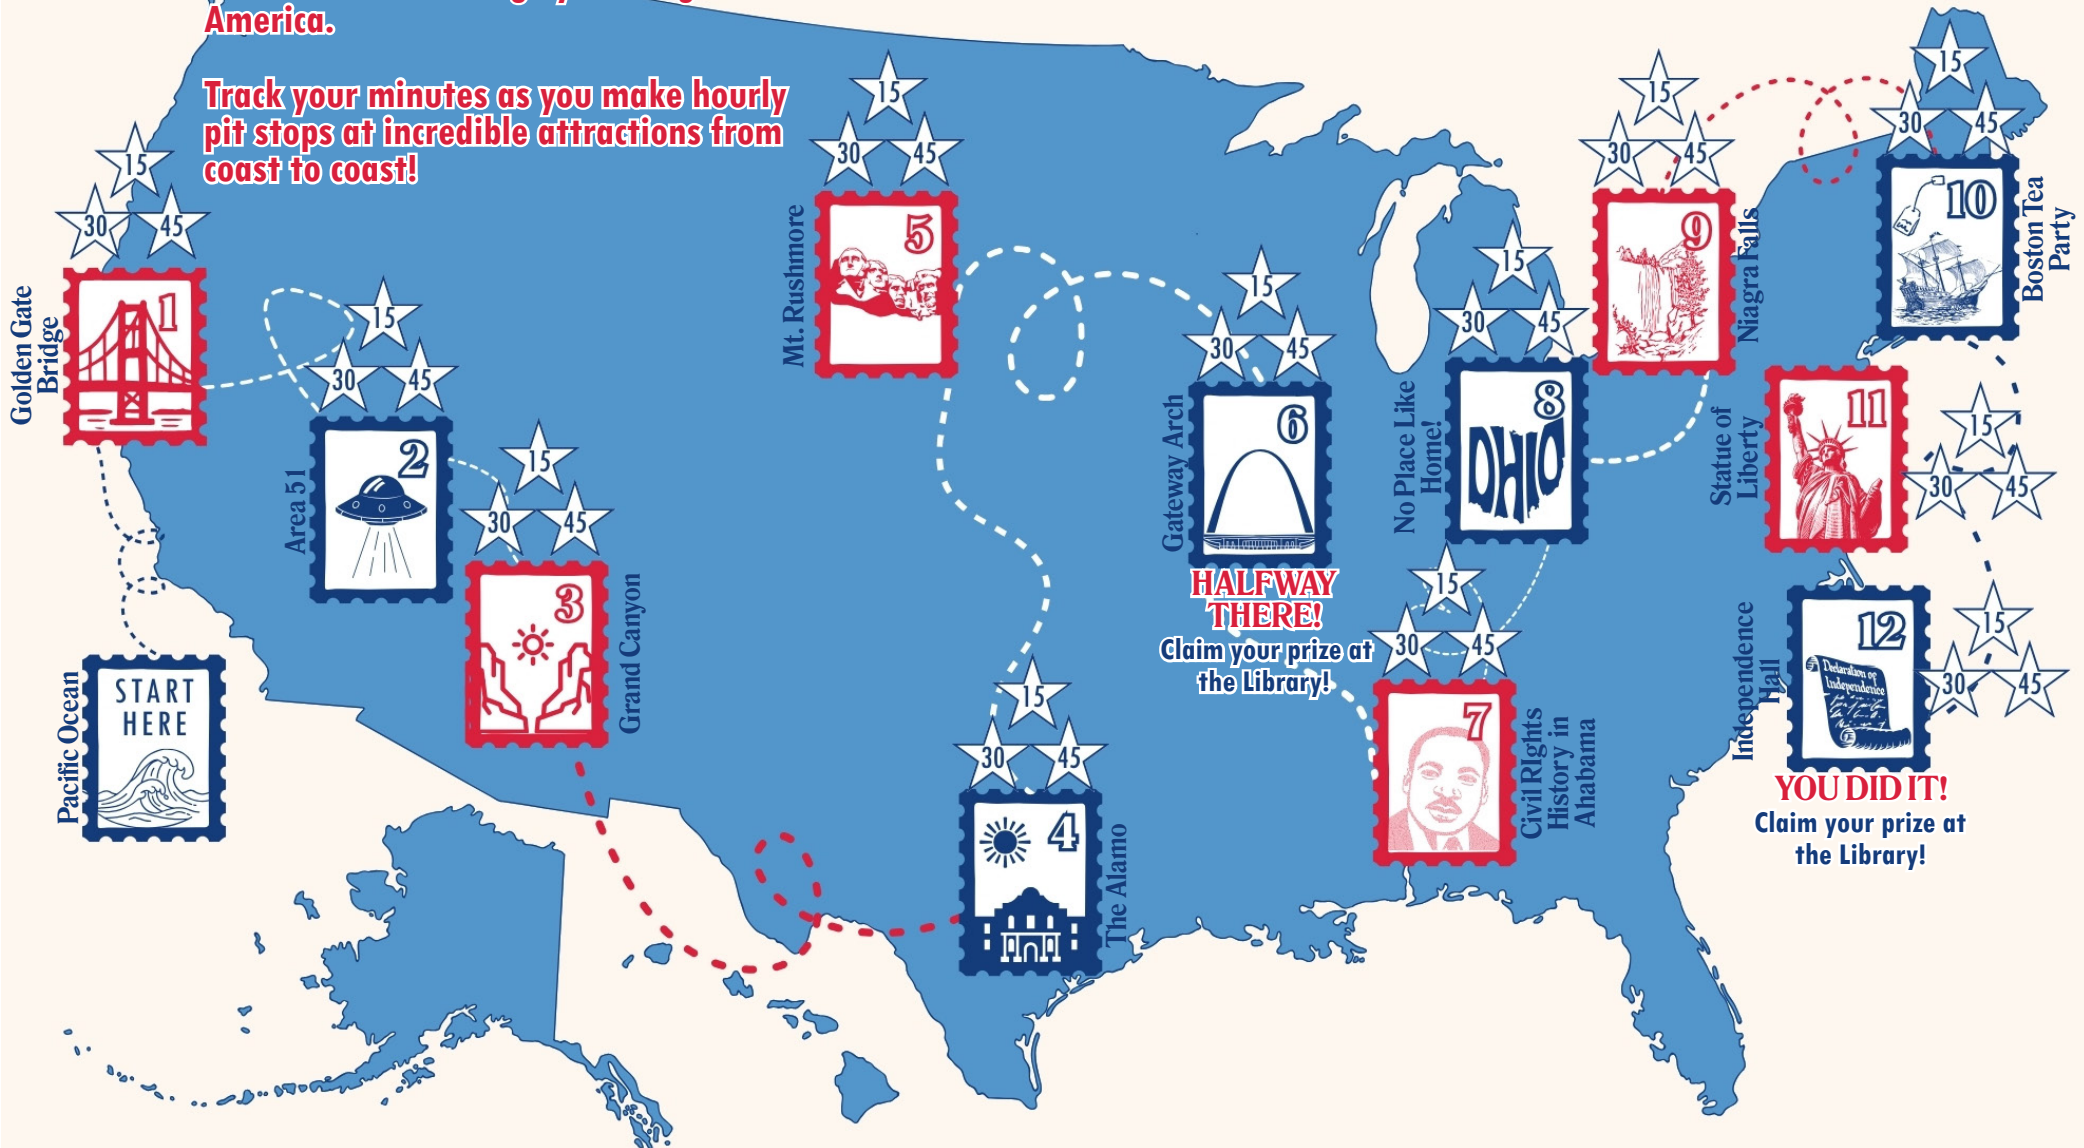 America.
Track your minutes as you make hourly
pit stops at incredible attractions from
coast to coast!
START
HERE
Pacific Ocean
15
30
45
1
Golden Gate
Bridge
15
30
45
2
Area 51
15
30
45
3
Grand Canyon
15
30
45
4
The Alamo
15
30
45
5
Mt. Rushmore
15
30
45
6
Gateway Arch
HALFWAY
THERE!
Claim your prize at
the Library!
15
30
45
7
Civil RIghts
History in
Ahabama
15
30
45
8
OHIO
No Place Like
Home!
15
30
45
9
Niagra Falls
15
30
45
10
Boston Tea
Party
15
30
45
11
Statue of
Liberty
15
30
45
12
Declaration of
Independence
Independence
Hall
YOU DID IT!
Claim your prize at
the Library!